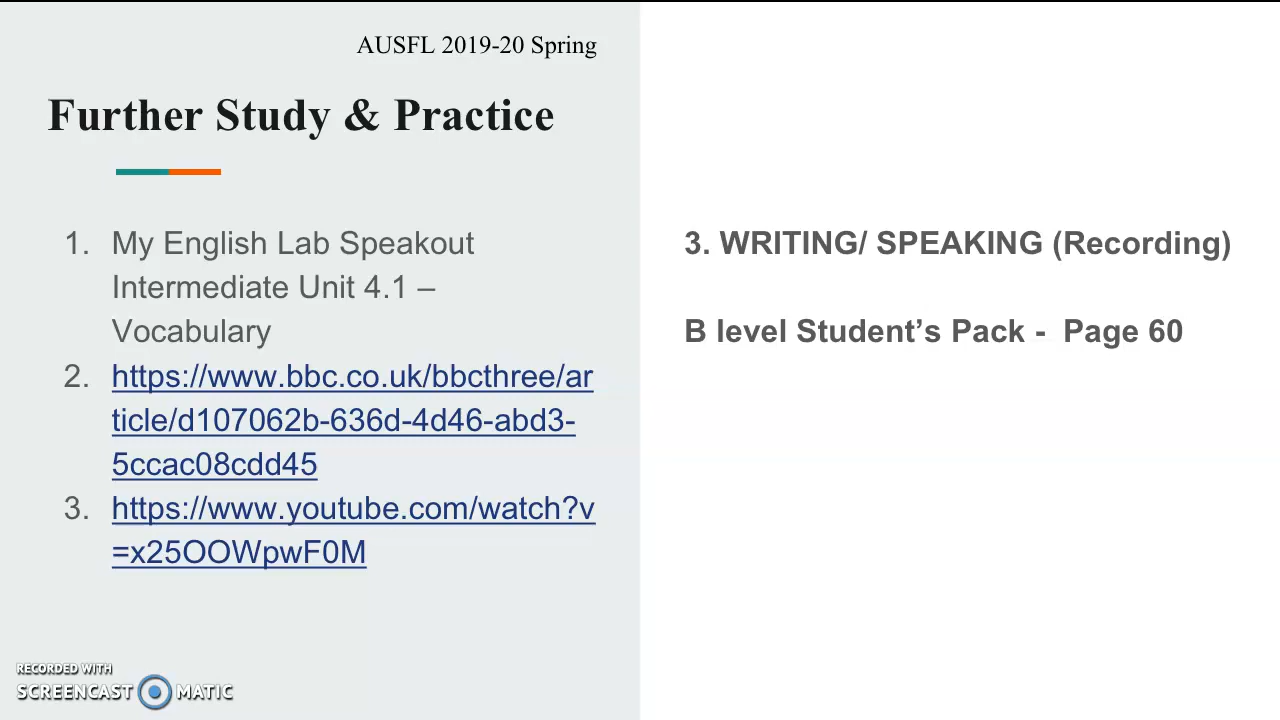 AUSFL 2019-20 Spring
Further Study & Practice
1. My English Lab Speakout
Intermediate Unit 4.1 –
Vocabulary
2. https://www.bbc.co.uk/bbcthree/ar
ticle/d107062b-636d-4d46-abd3-
5ccac08cdd45
3. https://www.youtube.com/watch?v
=x25OOWpwF0M
3. WRITING/ SPEAKING (Recording)
B level Student’s Pack - Page 60
RECORDED WITH
SCREENCAST MATIC